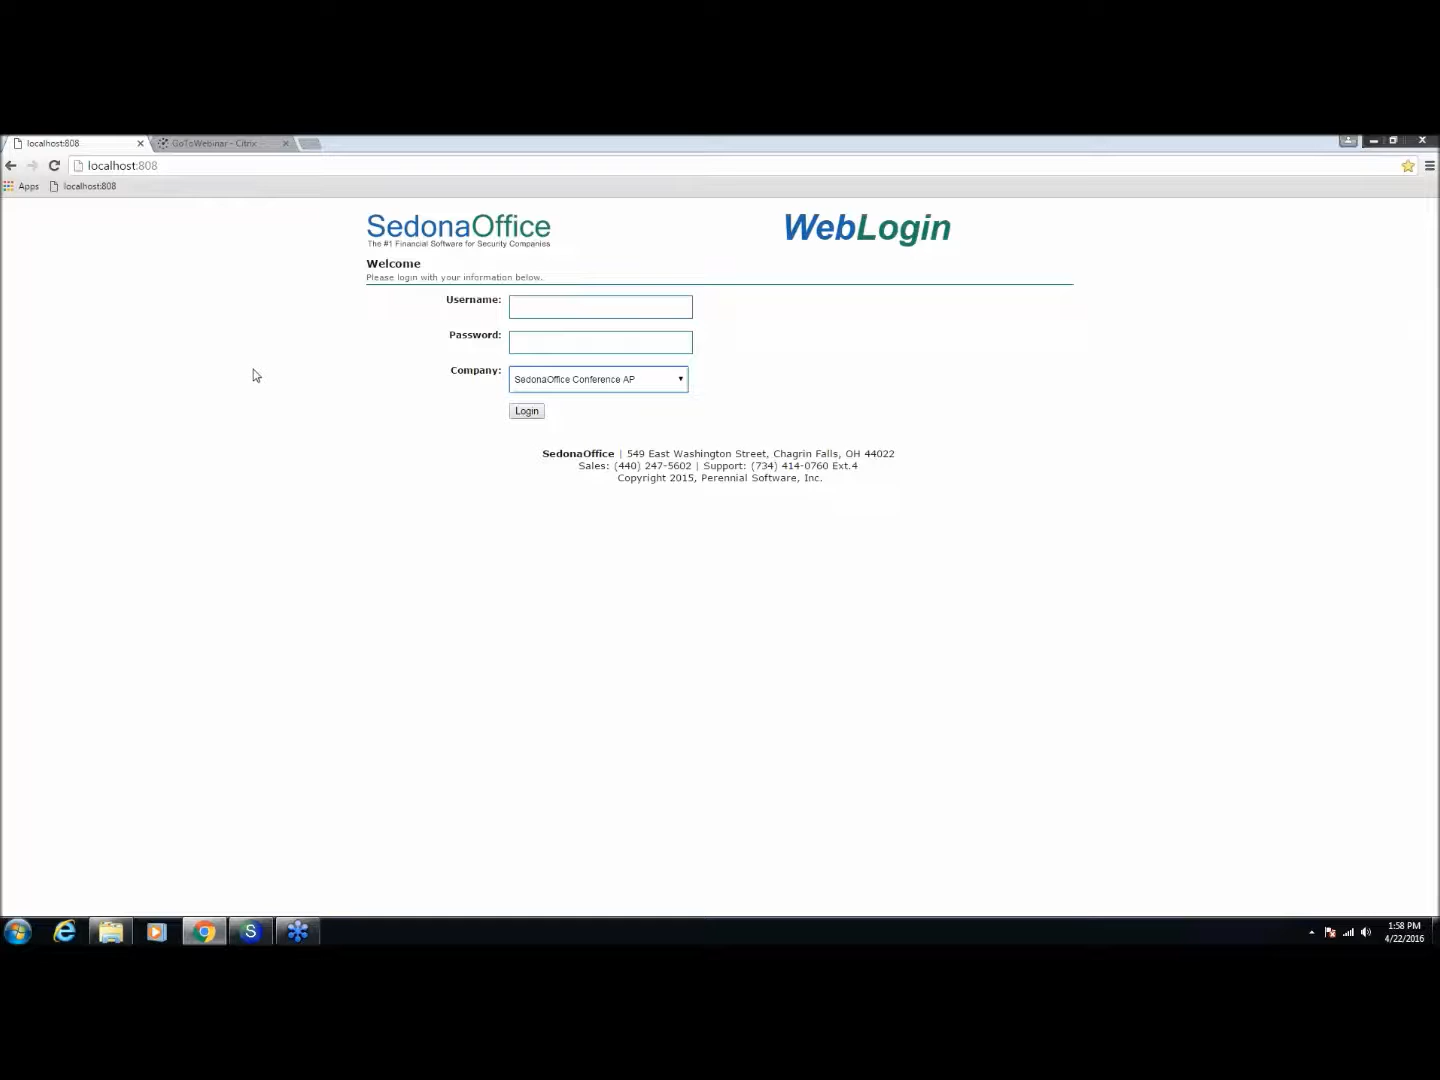 localhost:808
GoToWebinar - Citrix
localhost:808
Apps
localhost:808
SedonaOffice
The #1 Financial Software for Security Companies
WebLogin
Welcome
Please login with your information below.
Username:
Password:
Company:
SedonaOffice Conference AP
Login
SedonaOffice | 549 East Washington Street, Chagrin Falls, OH 44022
Sales: (440) 247-5602 | Support: (734) 414-0760 Ext.4
Copyright 2015, Perennial Software, Inc.
S
1:58 PM
4/22/2016